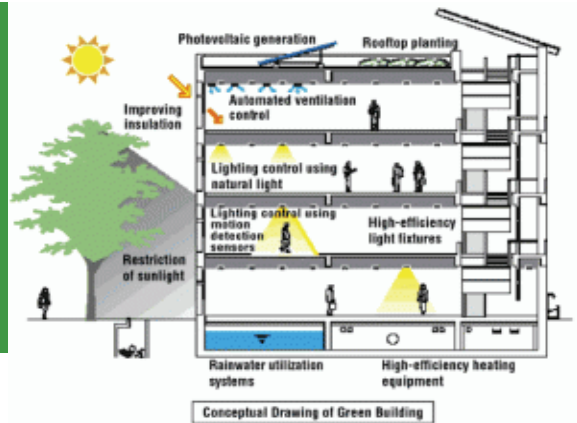 Photovoltaic generation
Rooftop planting
Improving
insulation
Automated ventilation
control
Lighting control using
natural light
Lighting control using
motion
detection
sensors
High-efficiency
light fixtures
Restriction
of sunlight
Rainwater utilization
systems
High-efficiency heating
equipment
Conceptual Drawing of Green Building